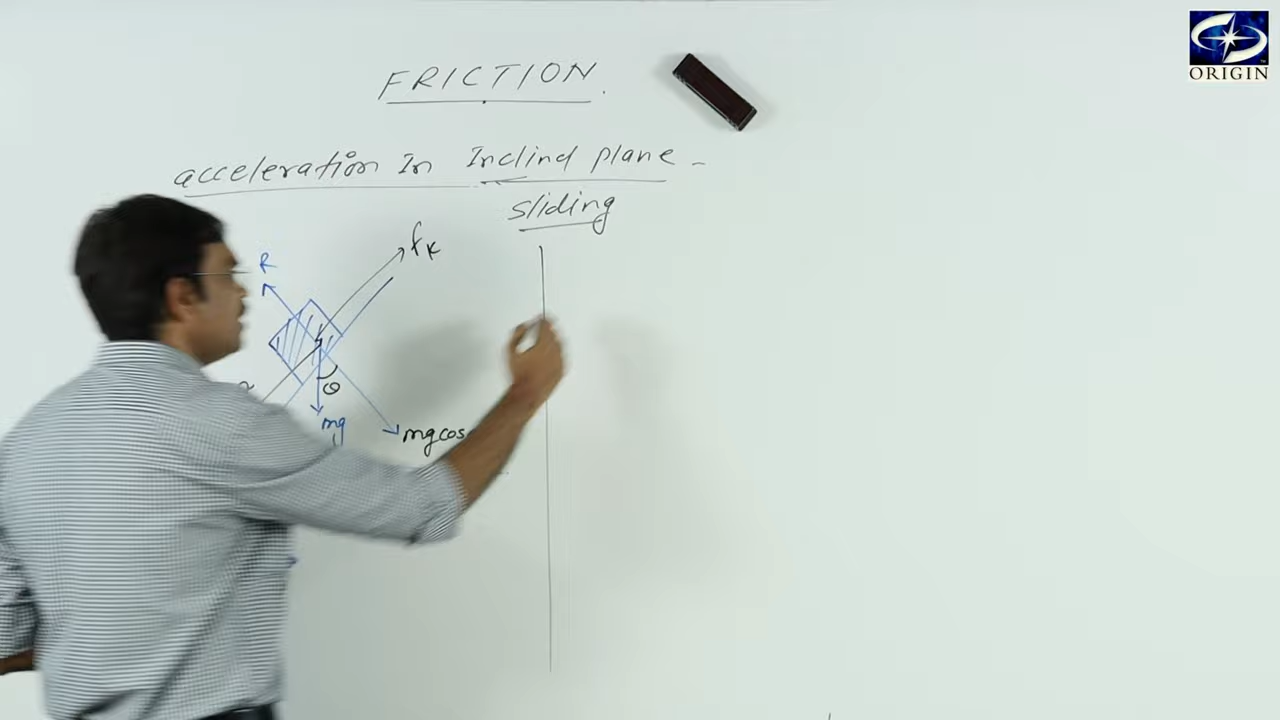 ORIGIN
FRICTION.
acceleration In Inclind plane -
sliding
fk
R
θ
mg
mgcos